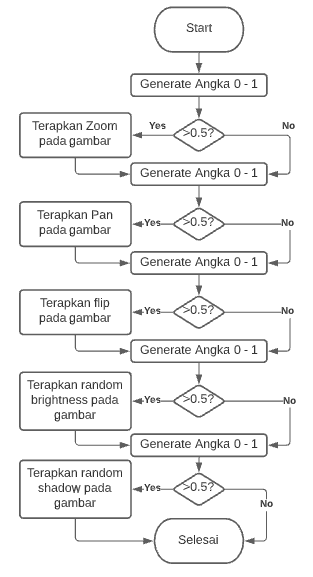 Start
Generate Angka 0 - 1
>0.5?
Yes
No
Terapkan Zoom
pada gambar
Generate Angka 0 - 1
>0.5?
Yes
No
Terapkan Pan
pada gambar
Generate Angka 0 - 1
>0.5?
Yes
No
Terapkan flip
pada gambar
Generate Angka 0 - 1
>0.5?
Yes
No
Terapkan random
brightness pada
gambar
Generate Angka 0 - 1
>0.5?
Yes
No
Terapkan random
shadow pada
gambar
Selesai